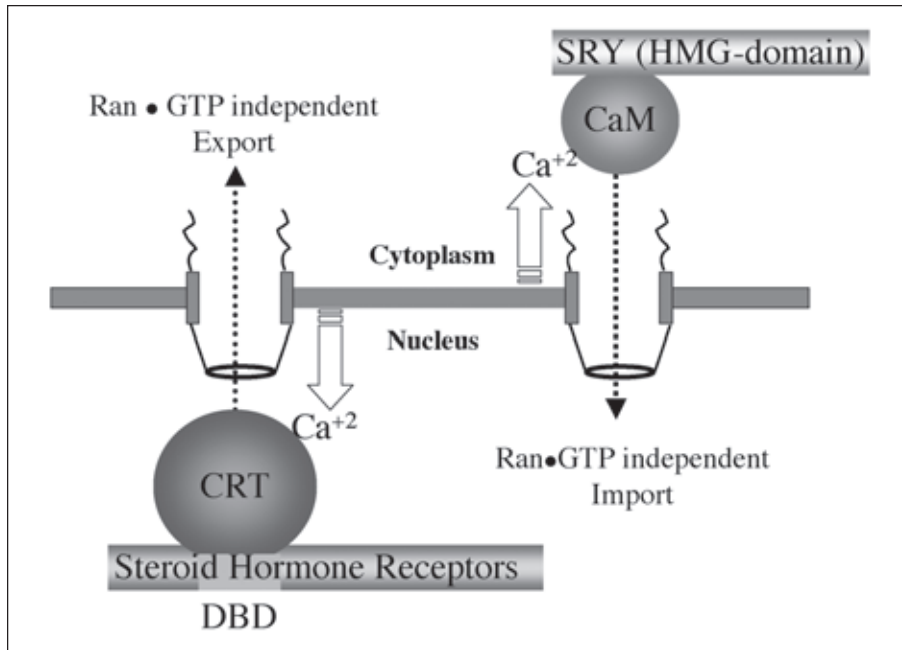 SRY (HMG-domain)
CaM
Ran • GTP independent
Export
Ca+2
Cytoplasm
Nucleus
Ca+2
CRT
Ran•GTP independent
Import
Steroid Hormone Receptors
DBD